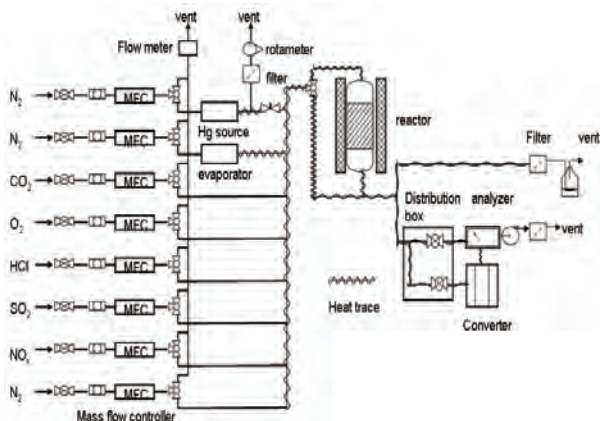 vent
vent
Flow meter
rotameter
filter
N₂
MFC
Hg source
N₂
MFC
evaporator
CO₂
MFC
O₂
MFC
HCl
MFC
SO₂
MFC
NOₓ
MFC
N₂
MFC
Mass flow controller
reactor
Filter
vent
Distribution
box
analyzer
vent
Heat trace
Converter